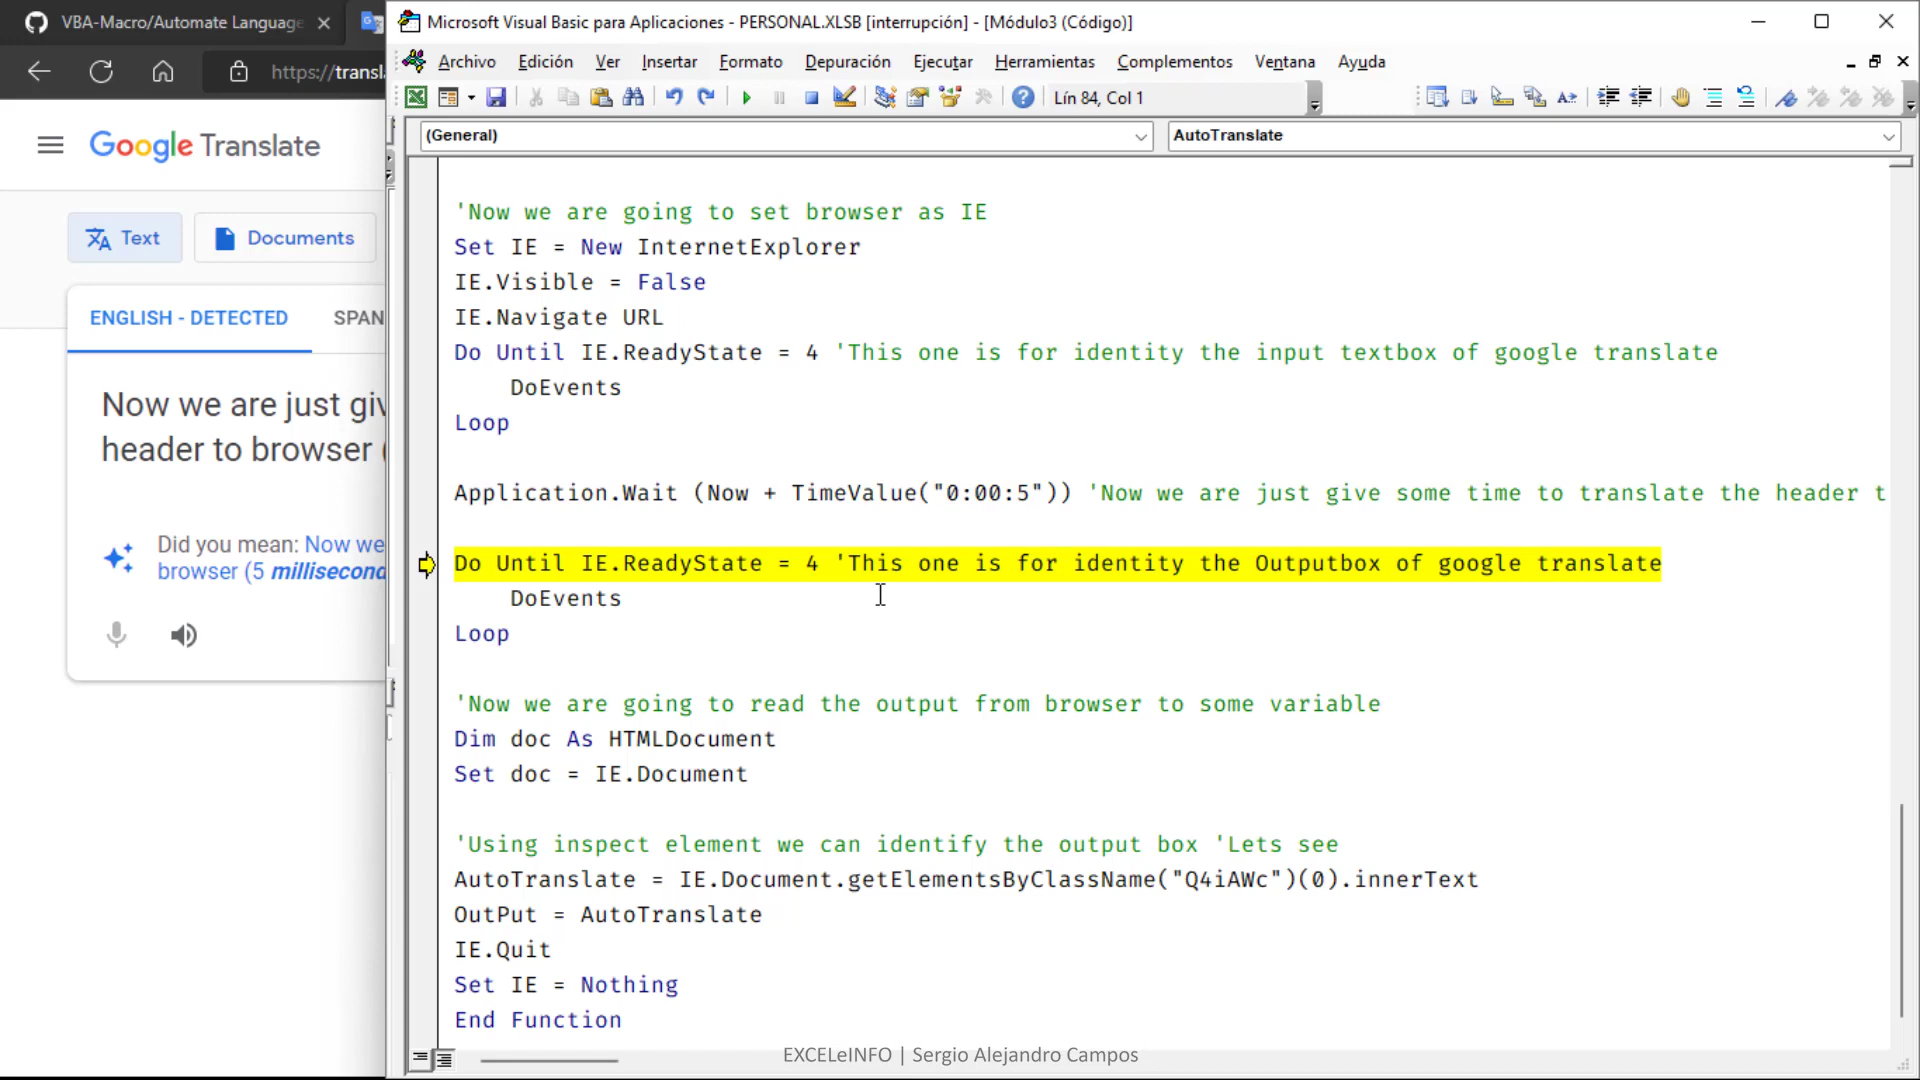 VBA-Macro/Automate Language
https://transl
Google Translate
Text
Documents
ENGLISH - DETECTED
SPAN
Now we are just giv
header to browser (
Did you mean: Now we
browser (5 millisecond
Microsoft Visual Basic para Aplicaciones - PERSONAL.XLSB [interrupción] - [Módulo3 (Código)]
Archivo Edición Ver Insertar Formato Depuración Ejecutar Herramientas Complementos Ventana Ayuda
Lín 84, Col 1
(General)
AutoTranslate
'Now we are going to set browser as IE
Set IE = New InternetExplorer
IE.Visible = False
IE.Navigate URL
Do Until IE.ReadyState = 4 'This one is for identity the input textbox of google translate
DoEvents
Loop
Application.Wait (Now + TimeValue("0:00:5")) 'Now we are just give some time to translate the header t
Do Until IE.ReadyState = 4 'This one is for identity the Outputbox of google translate
DoEvents
Loop
'Now we are going to read the output from browser to some variable
Dim doc As HTMLDocument
Set doc = IE.Document
'Using inspect element we can identify the output box 'Lets see
AutoTranslate = IE.Document.getElementsByClassName("Q4iAWc")(0).innerText
OutPut = AutoTranslate
IE.Quit
Set IE = Nothing
End Function
EXCELeINFO | Sergio Alejandro Campos